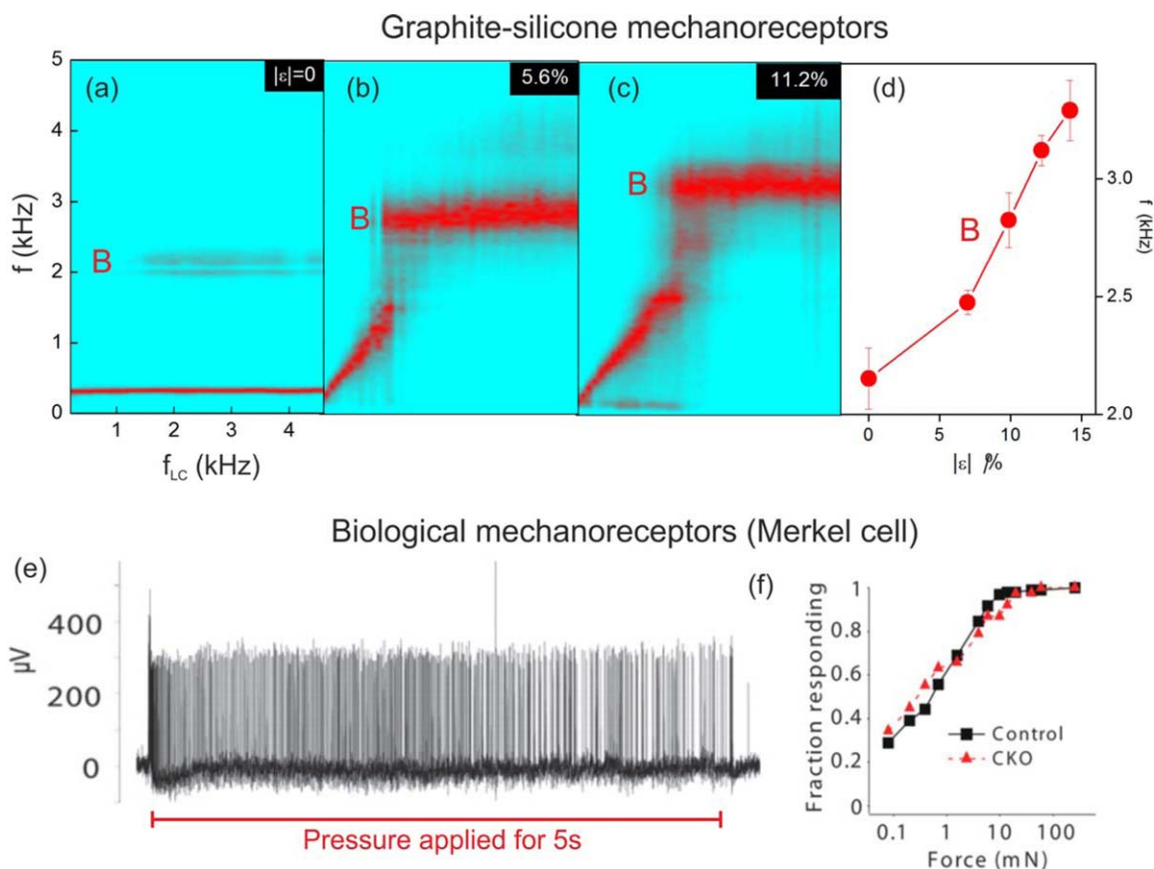 Graphite-silicone mechanoreceptors
(a)
|ε|=0
(b)
5.6%
(c)
11.2%
(d)
5
4
3
2
1
0
f (kHz)
B
B
B
B
1 2 3 4
f_LC (kHz)
3.0
2.5
2.0
f (kHz)
0 5 10 15
|ε| /%
Biological mechanoreceptors (Merkel cell)
(e)
400
200
0
µV
Pressure applied for 5s
(f)
1
0.8
0.6
0.4
0.2
0
Fraction responding
Control
CKO
0.1 1 10 100
Force (mN)